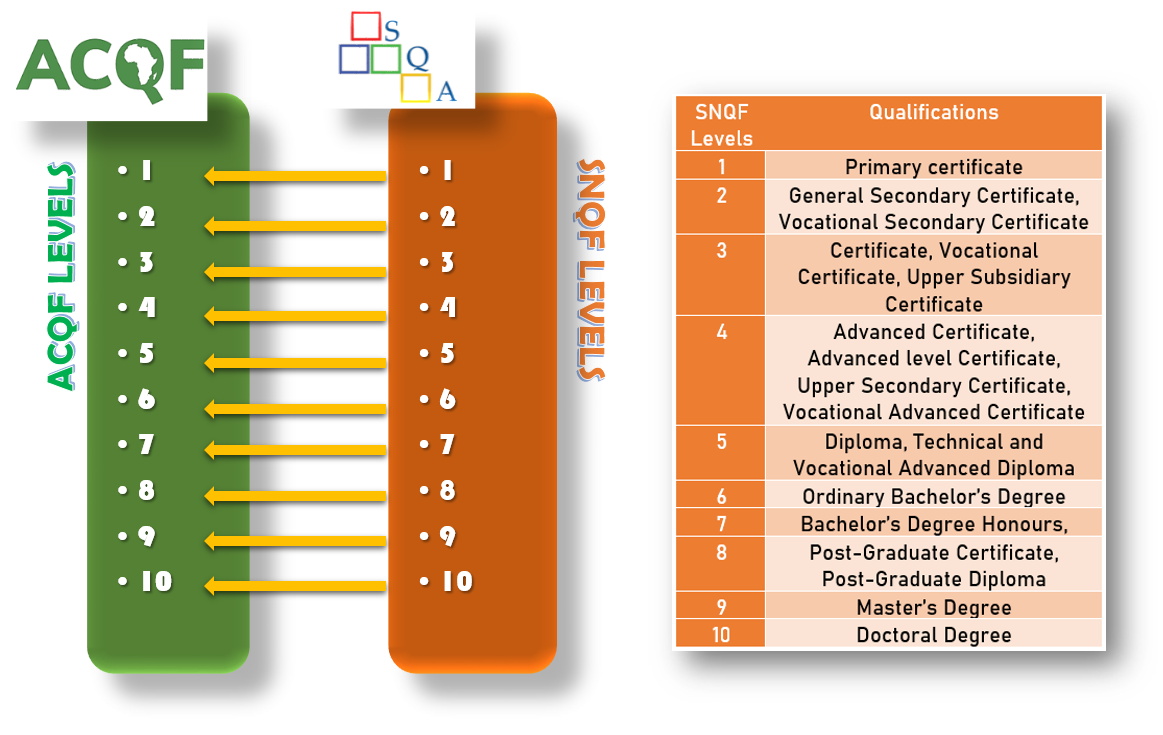 ACQF
S
Q
A
ACQF LEVELS
• 1
• 2
• 3
• 4
• 5
• 6
• 7
• 8
• 9
• 10
• 1
• 2
• 3
• 4
• 5
• 6
• 7
• 8
• 9
• 10
SNQF LEVELS
SNQF Qualifications
Levels
1 Primary certificate
2 General Secondary Certificate,
Vocational Secondary Certificate
3 Certificate, Vocational
Certificate, Upper Subsidiary
Certificate
4 Advanced Certificate,
Advanced level Certificate,
Upper Secondary Certificate,
Vocational Advanced Certificate
5 Diploma, Technical and
Vocational Advanced Diploma
6 Ordinary Bachelor's Degree
7 Bachelor's Degree Honours,
8 Post-Graduate Certificate,
Post-Graduate Diploma
9 Master's Degree
10 Doctoral Degree